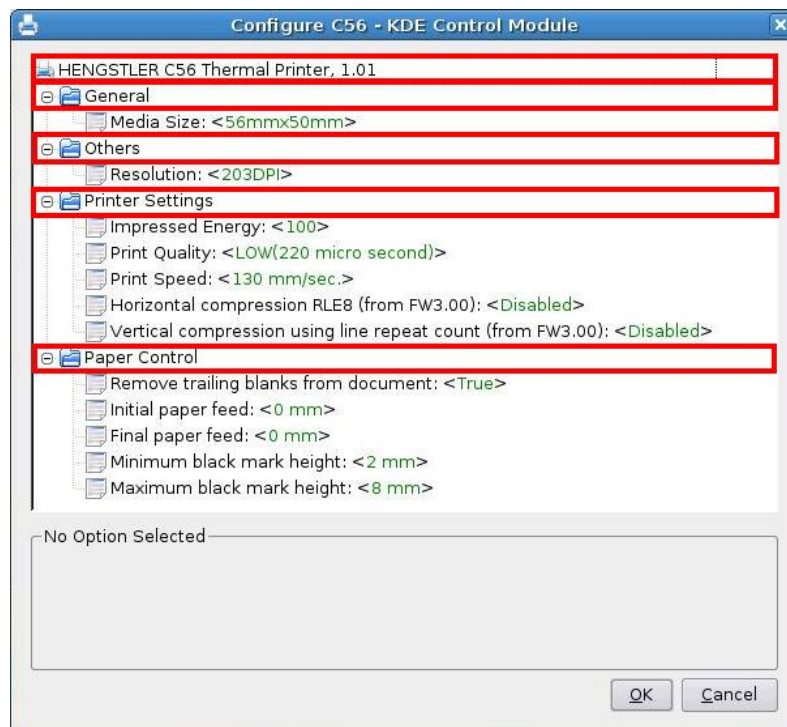 Configure C56 - KDE Control Module
HENGSTLER C56 Thermal Printer, 1.01
General
Media Size: <56mmx50mm>
Others
Resolution: <203DPI>
Printer Settings
Impressed Energy: <100>
Print Quality: <LOW(220 micro second)>
Print Speed: <130 mm/sec.>
Horizontal compression RLE8 (from FW3.00): <Disabled>
Vertical compression using line repeat count (from FW3.00): <Disabled>
Paper Control
Remove trailing blanks from document: <True>
Initial paper feed: <0 mm>
Final paper feed: <0 mm>
Minimum black mark height: <2 mm>
Maximum black mark height: <8 mm>
No Option Selected
OK Cancel